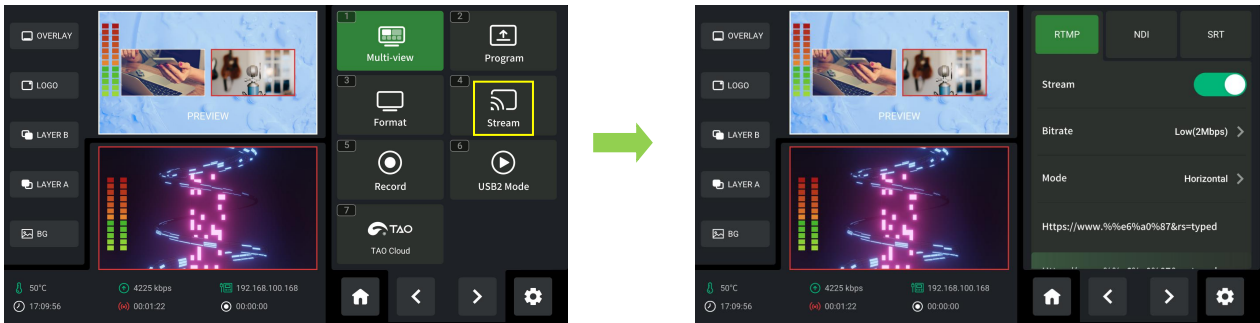 OVERLAY
LOGO
LAYER B
LAYER A
BG
PREVIEW
1
Multi-view
2
Program
3
Format
4
Stream
5
Record
6
USB2 Mode
7
TAO
TAO Cloud
50°C
4225 kbps
192.168.100.168
17:09:56
00:01:22
00:00:00
OVERLAY
LOGO
LAYER B
LAYER A
BG
PREVIEW
RTMP
NDI
SRT
Stream
Bitrate
Low(2Mbps)
Mode
Horizontal
Https://www.%%e6%a0%87&rs=typed
50°C
4225 kbps
192.168.100.168
17:09:56
00:01:22
00:00:00